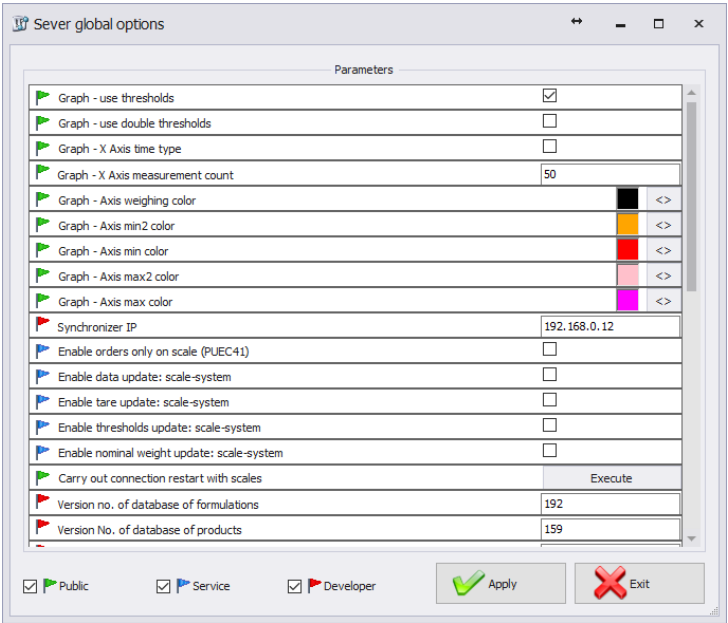 Sever global options
Parameters
Graph - use thresholds
Graph - use double thresholds
Graph - X Axis time type
Graph - X Axis measurement count 50
Graph - Axis weighing color <>
Graph - Axis min2 color <>
Graph - Axis min color <>
Graph - Axis max2 color <>
Graph - Axis max color <>
Synchronizer IP 192.168.0.12
Enable orders only on scale (PUEC41)
Enable data update: scale-system
Enable tare update: scale-system
Enable thresholds update: scale-system
Enable nominal weight update: scale-system
Carry out connection restart with scales Execute
Version no. of database of formulations 192
Version No. of database of products 159
Public Service Developer Apply Exit